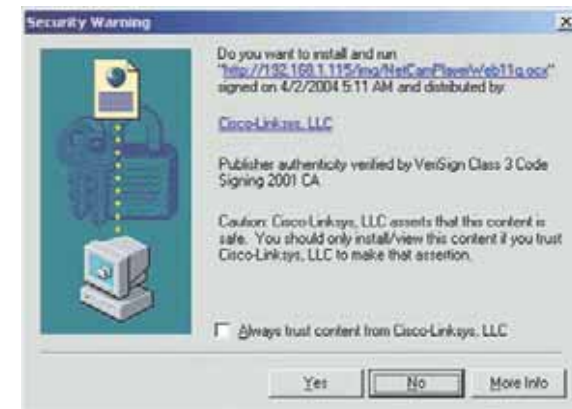 Security Warning
Do you want to install and run
"http://192.168.1.115/img/NetCamPlayerWeb11g.ocx"
signed on 4/2/2004 5:11 AM and distributed by:
Cisco-Linksys, LLC
Publisher authenticity verified by VeriSign Class 3 Code
Signing 2001 CA
Caution: Cisco-Linksys, LLC asserts that this content is
safe. You should only install/view this content if you trust
Cisco-Linksys, LLC to make that assertion.
Always trust content from Cisco-Linksys, LLC
Yes No More Info